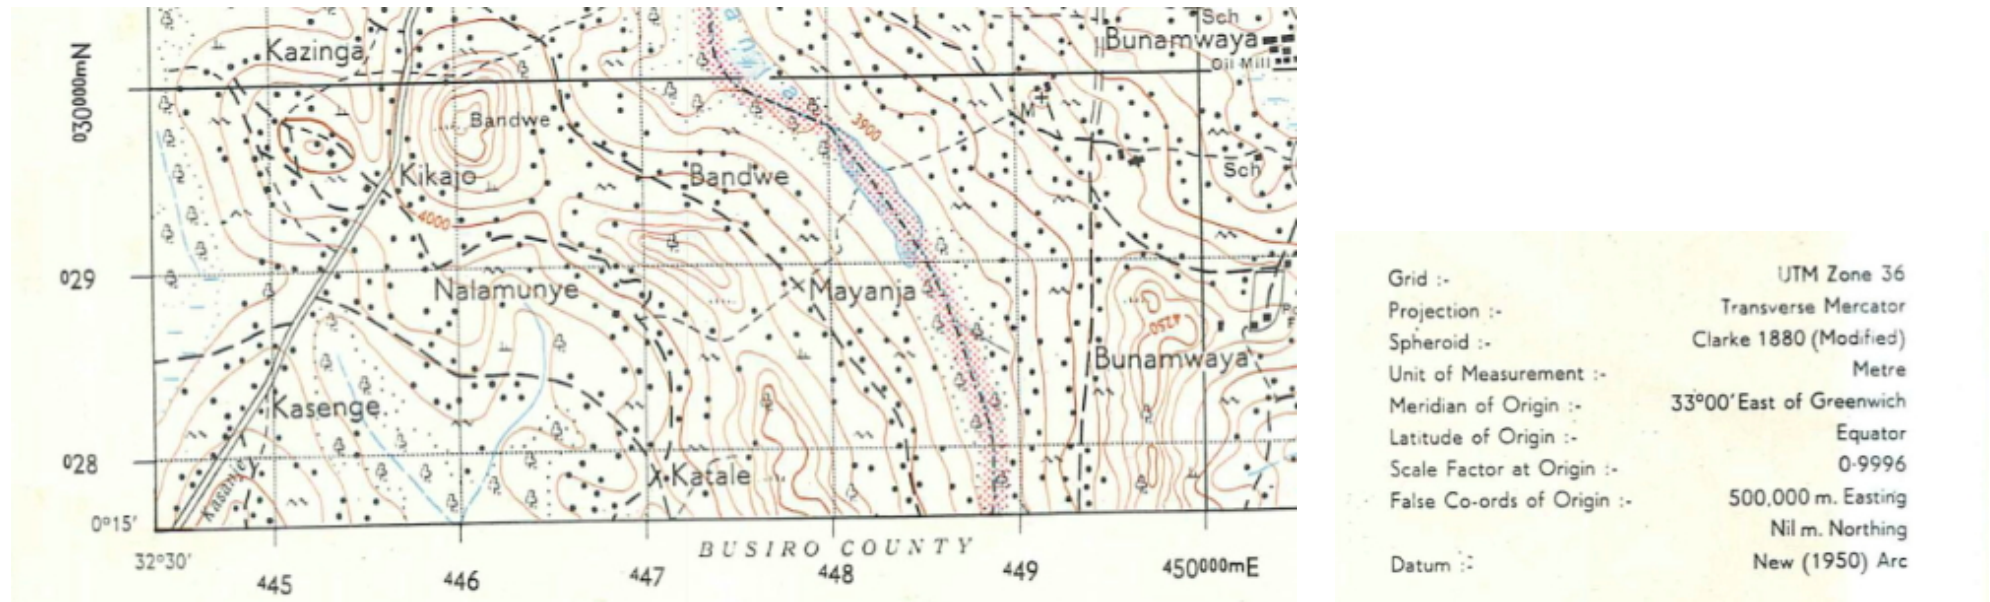 Sch
Kazinga
Bunamwaya
Oil Mill
030000mN
Bandwe
3900
M
Kikajo
Bandwe
Sch
4000
029
Nalamunye
Mayanja
4250
Bunamwaya
Kasenge
028
Katale
Kasanje
0°15'
32°30'
BUSIRO COUNTY
445
446
447
448
449
450000mE
Grid :- UTM Zone 36
Projection :- Transverse Mercator
Spheroid :- Clarke 1880 (Modified)
Unit of Measurement :- Metre
Meridian of Origin :- 33°00' East of Greenwich
Latitude of Origin :- Equator
Scale Factor at Origin :- 0·9996
False Co-ords of Origin :- 500,000 m. Easting
Nil m. Northing
Datum :- New (1950) Arc